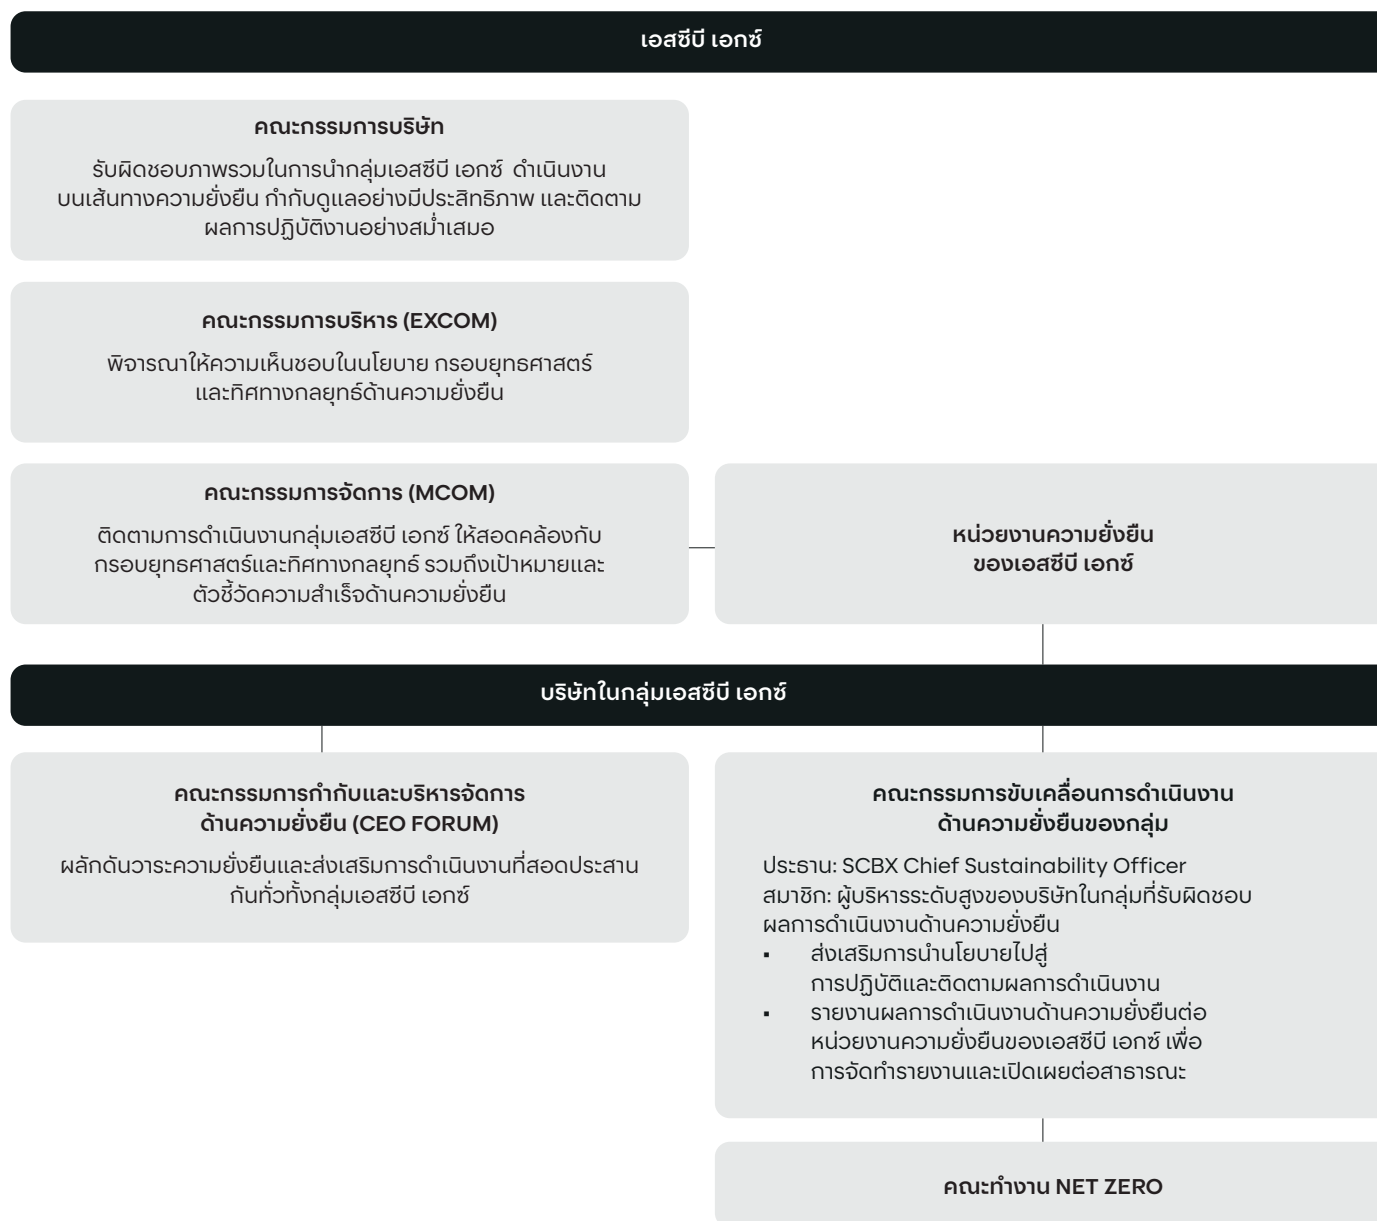 เอสซีบี เอกซ์
คณะกรรมการบริษัท
รับผิดชอบภาพรวมในการนำกลุ่มเอสซีบี เอกซ์ ดำเนินงาน
บนเส้นทางความยั่งยืน กำกับดูแลอย่างมีประสิทธิภาพ และติดตาม
ผลการปฏิบัติงานอย่างสม่ำเสมอ
คณะกรรมการบริหาร (EXCOM)
พิจารณาให้ความเห็นชอบในนโยบาย กรอบยุทธศาสตร์
และทิศทางกลยุทธ์ด้านความยั่งยืน
คณะกรรมการจัดการ (MCOM)
ติดตามการดำเนินงานกลุ่มเอสซีบี เอกซ์ ให้สอดคล้องกับ
กรอบยุทธศาสตร์และทิศทางกลยุทธ์ รวมถึงเป้าหมายและ
ตัวชี้วัดความสำเร็จด้านความยั่งยืน
หน่วยงานความยั่งยืน
ของเอสซีบี เอกซ์
บริษัทในกลุ่มเอสซีบี เอกซ์
คณะกรรมการกำกับและบริหารจัดการ
ด้านความยั่งยืน (CEO FORUM)
ผลักดันวาระความยั่งยืนและส่งเสริมการดำเนินงานที่สอดประสาน
กันทั่วทั้งกลุ่มเอสซีบี เอกซ์
คณะกรรมการขับเคลื่อนการดำเนินงาน
ด้านความยั่งยืนของกลุ่ม
ประธาน: SCBX Chief Sustainability Officer
สมาชิก: ผู้บริหารระดับสูงของบริษัทในกลุ่มที่รับผิดชอบ
ผลการดำเนินงานด้านความยั่งยืน
▪ ส่งเสริมการนำนโยบายไปสู่
การปฏิบัติและติดตามผลการดำเนินงาน
▪ รายงานผลการดำเนินงานด้านความยั่งยืนต่อ
หน่วยงานความยั่งยืนของเอสซีบี เอกซ์ เพื่อ
การจัดทำรายงานและเปิดเผยต่อสาธารณะ
คณะทำงาน NET ZERO